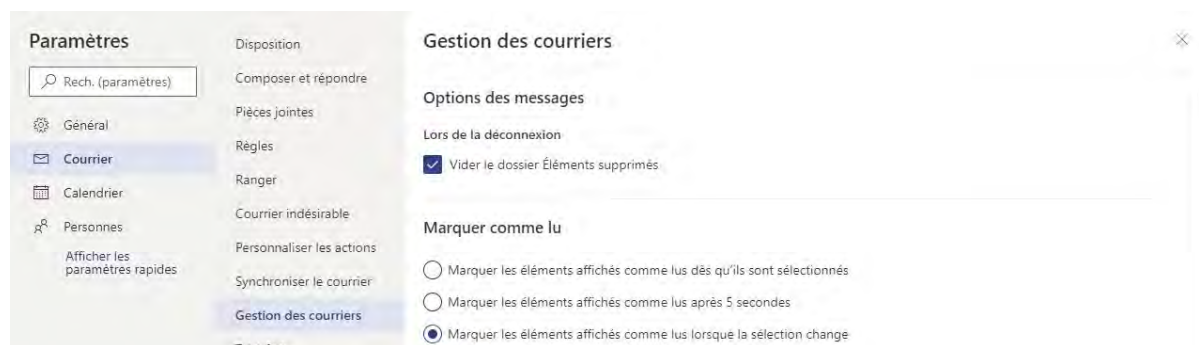 Paramètres
Rech. (paramètres)
Général
Courrier
Calendrier
Personnes
Afficher les
paramètres rapides
Disposition
Composer et répondre
Pièces jointes
Règles
Ranger
Courrier indésirable
Personnaliser les actions
Synchroniser le courrier
Gestion des courriers
Gestion des courriers
Options des messages
Lors de la déconnexion
Vider le dossier Éléments supprimés
Marquer comme lu
Marquer les éléments affichés comme lus dès qu'ils sont sélectionnés
Marquer les éléments affichés comme lus après 5 secondes
Marquer les éléments affichés comme lus lorsque la sélection change